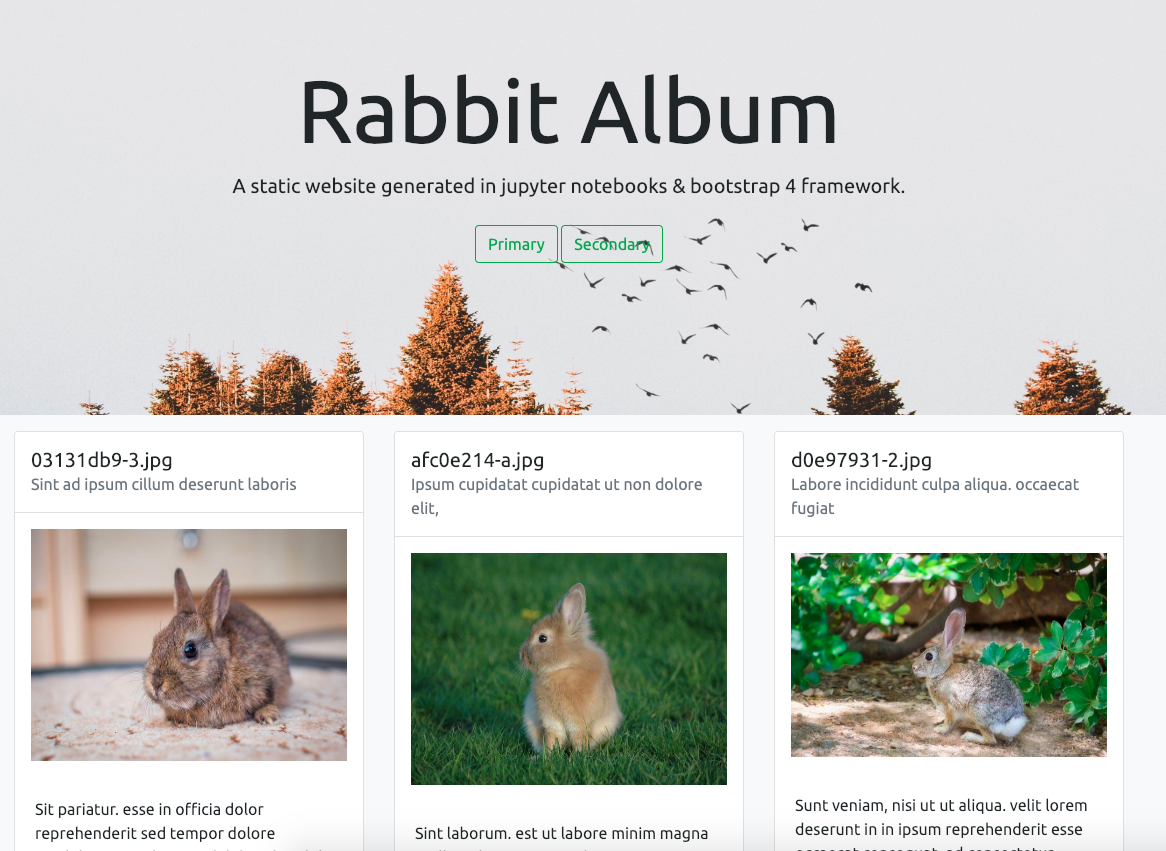 Rabbit Album
A static website generated in jupyter notebooks & bootstrap 4 framework.
Primary
Secondary
03131db9-3.jpg
Sint ad ipsum cillum deserunt laboris
Sit pariatur. esse in officia dolor
reprehenderit sed tempor dolore
afc0e214-a.jpg
Ipsum cupidatat cupidatat ut non dolore
elit,
Sint laborum. est ut labore minim magna
d0e97931-2.jpg
Labore incididunt culpa aliqua. occaecat
fugiat
Sunt veniam, nisi ut ut aliqua. velit lorem
deserunt in in ipsum reprehenderit esse